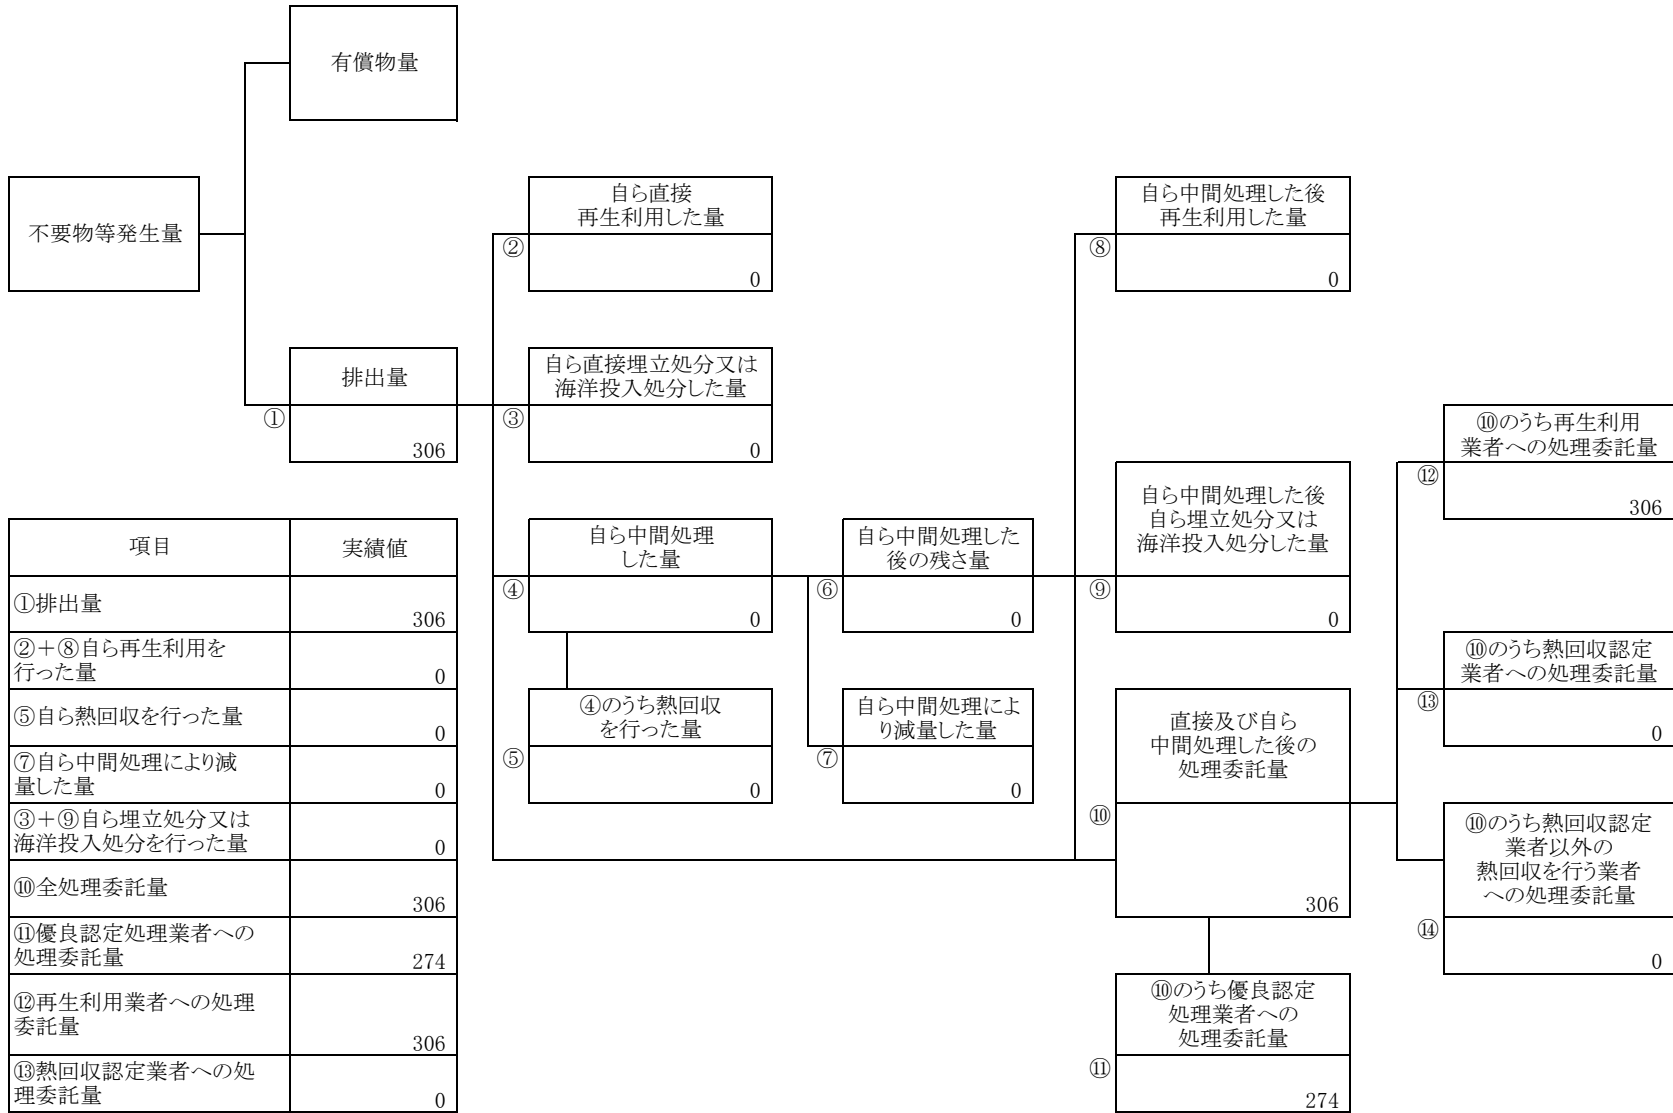 有償物量
不要物等発生量
自ら直接
再生利用した量
②
0
自ら中間処理した後
再生利用した量
⑧
0
排出量
①
306
自ら直接埋立処分又は
海洋投入処分した量
③
0
⑩のうち再生利用
業者への処理委託量
⑫
306
自ら中間処理
した量
④
0
自ら中間処理した
後の残さ量
⑥
0
自ら中間処理した後
自ら埋立処分又は
海洋投入処分した量
⑨
0
⑩のうち熱回収認定
業者への処理委託量
⑬
0
④のうち熱回収
を行った量
⑤
0
自ら中間処理によ
り減量した量
⑦
0
直接及び自ら
中間処理した後の
処理委託量
⑩
306
⑩のうち熱回収認定
業者以外の
熱回収を行う業者
への処理委託量
⑭
0
⑩のうち優良認定
処理業者への
処理委託量
⑪
274
項目 実績値
①排出量
306
②+⑧自ら再生利用を
行った量
0
⑤自ら熱回収を行った量
0
⑦自ら中間処理により減
量した量
0
③+⑨自ら埋立処分又は
海洋投入処分を行った量
0
⑩全処理委託量
306
⑪優良認定処理業者への
処理委託量
274
⑫再生利用業者への処理
委託量
306
⑬熱回収認定業者への処
理委託量
0